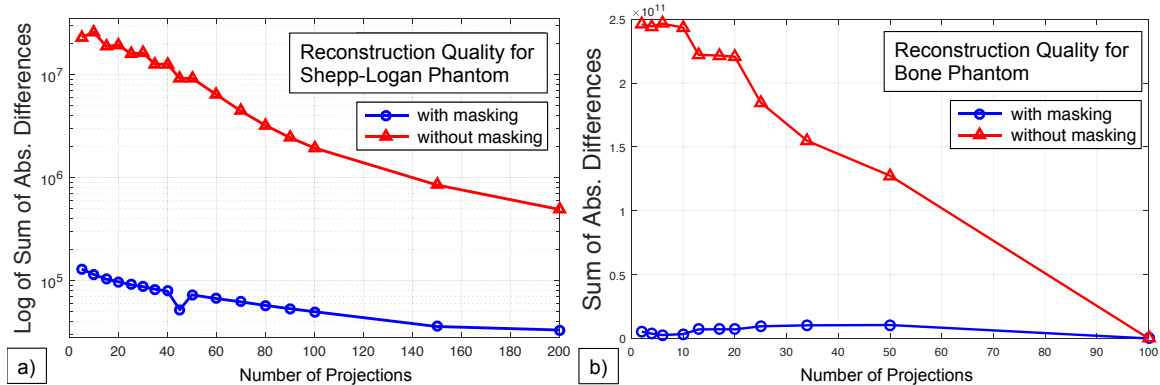 Reconstruction Quality for
Shepp-Logan Phantom
with masking
without masking
Log of Sum of Abs. Differences
10^7
10^6
10^5
0 20 40 60 80 100 120 140 160 180 200
Number of Projections
a)
×10^11
Reconstruction Quality for
Bone Phantom
with masking
without masking
Sum of Abs. Differences
2.5
2
1.5
1
0.5
0
0 10 20 30 40 50 60 70 80 90 100
Number of Projections
b)